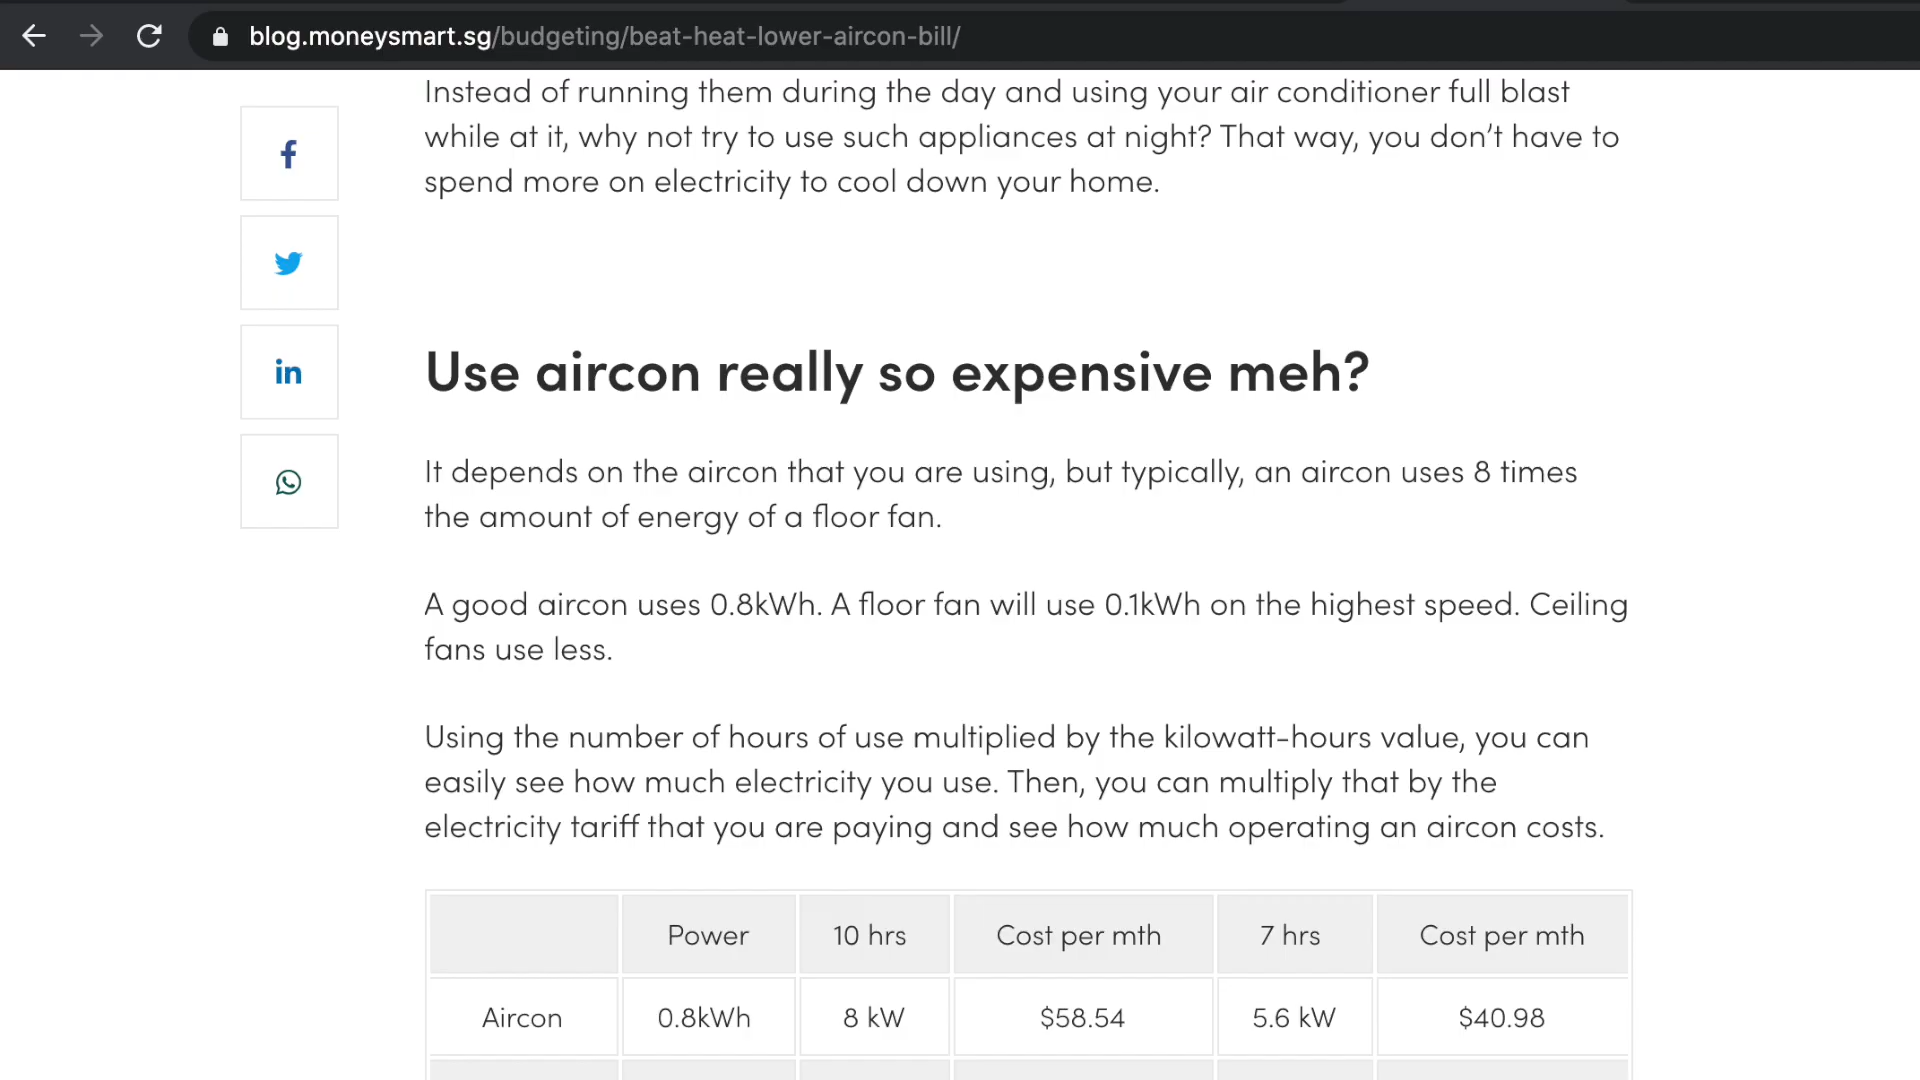 blog.moneysmart.sg/budgeting/beat-heat-lower-aircon-bill/
Instead of running them during the day and using your air conditioner full blast
while at it, why not try to use such appliances at night? That way, you don’t have to
spend more on electricity to cool down your home.
Use aircon really so expensive meh?
It depends on the aircon that you are using, but typically, an aircon uses 8 times
the amount of energy of a floor fan.
A good aircon uses 0.8kWh. A floor fan will use 0.1kWh on the highest speed. Ceiling
fans use less.
Using the number of hours of use multiplied by the kilowatt-hours value, you can
easily see how much electricity you use. Then, you can multiply that by the
electricity tariff that you are paying and see how much operating an aircon costs.
Power 10 hrs Cost per mth 7 hrs Cost per mth
Aircon 0.8kWh 8 kW $58.54 5.6 kW $40.98